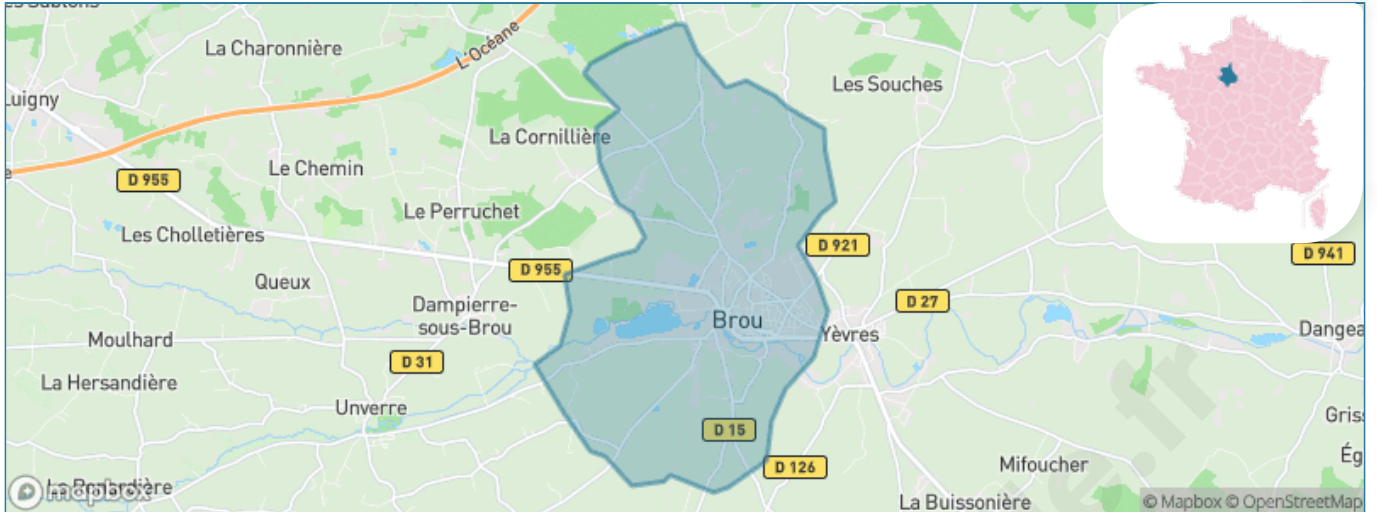 L'Océane
La Charonnière
Les Souches
Luigny
La Cornillière
Le Chemin
D 955
Le Perruchet
Les Cholletières
D 921
D 941
D 955
Queux
D 27
Dampierre-
sous-Brou
Brou
Yèvres
Moulhard
D 31
La Hersandière
Unverre
D 15
D 126
Mifoucher
La Buissonière
mapbox
© Mapbox © OpenStreetMap